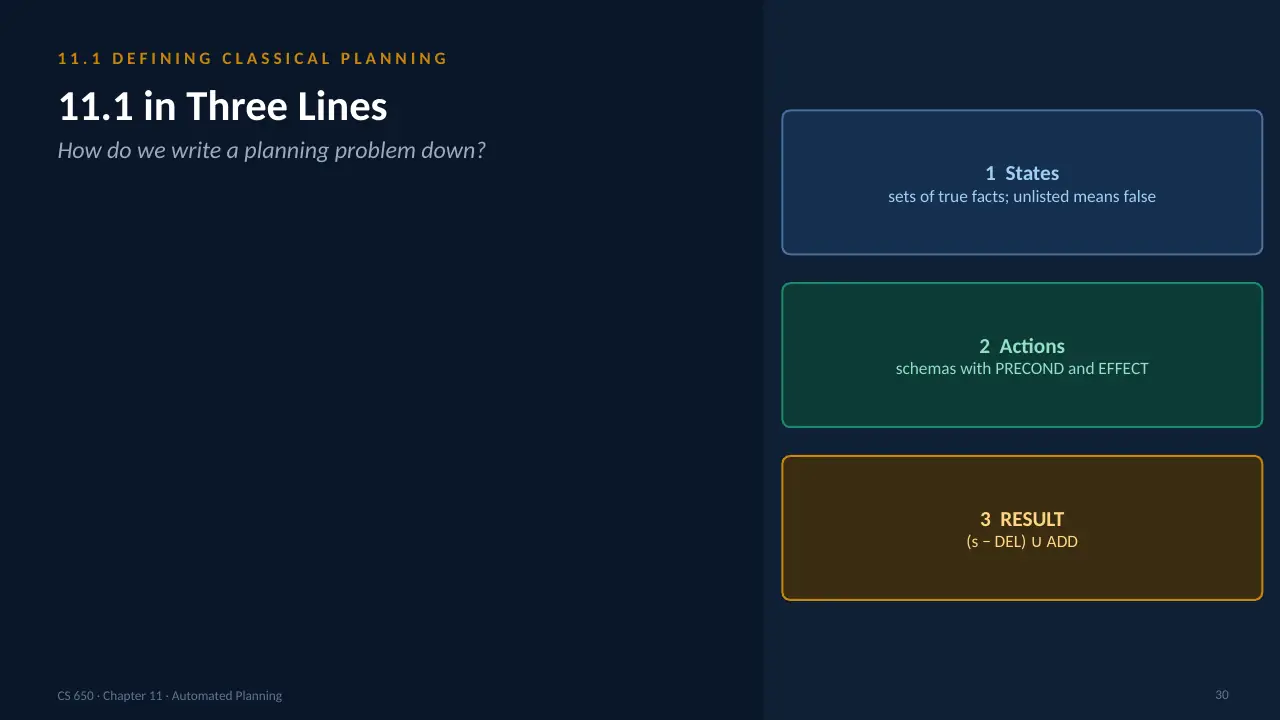 11.1 DEFINING CLASSICAL PLANNING
11.1 in Three Lines
How do we write a planning problem down?
1 States
sets of true facts; unlisted means false
2 Actions
schemas with PRECOND and EFFECT
3 RESULT
(s − DEL) ∪ ADD
CS 650 · Chapter 11 · Automated Planning
30